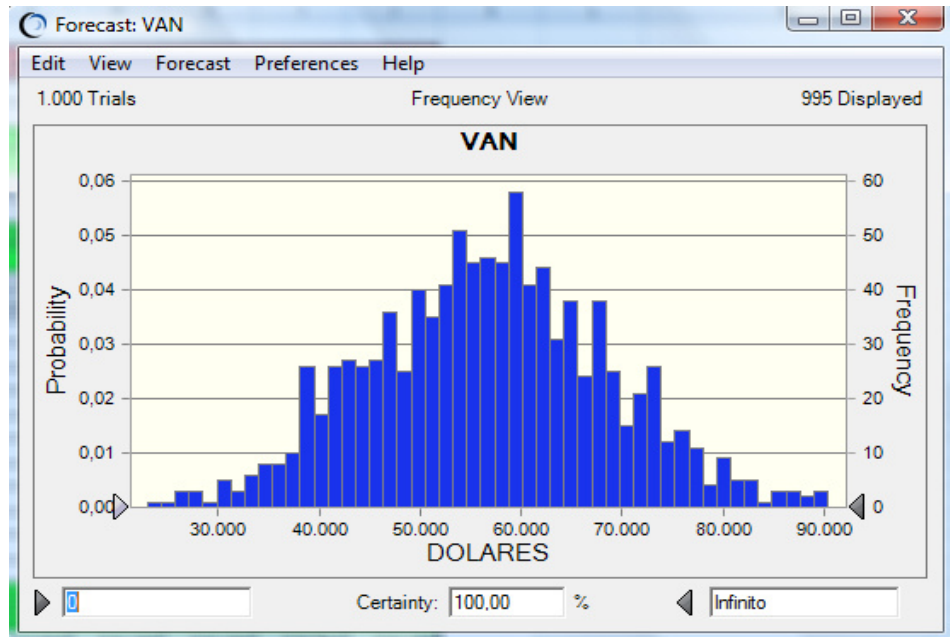 Forecast: VAN
Edit View Forecast Preferences Help
1.000 Trials Frequency View 995 Displayed
VAN
0,06 60
0,05 50
0,04 40
0,03 30
0,02 20
0,01 10
0,00 0
Probability
Frequency
30.000 40.000 50.000 60.000 70.000 80.000 90.000
DOLARES
0 Certainty: 100,00 % Infinito